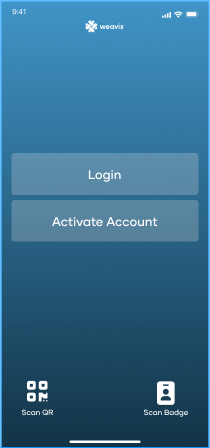 9:41
weavix
Login
Activate Account
Scan QR
Scan Badge